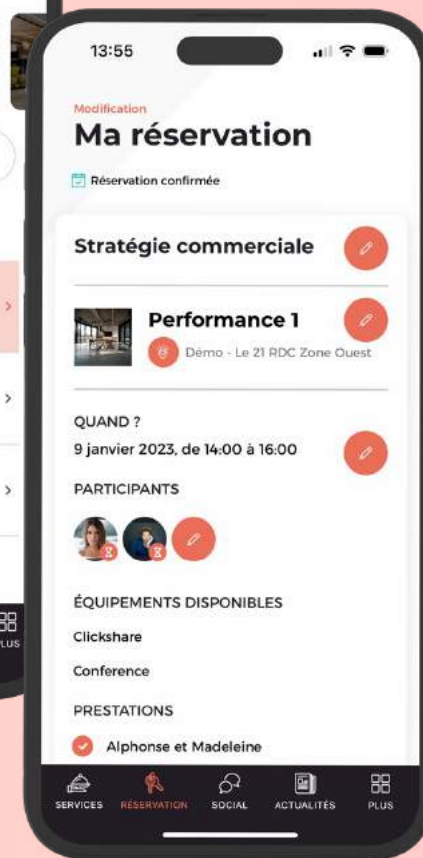 13:55
Modification
Ma réservation
Réservation confirmée
Stratégie commerciale
Performance 1
Démo - Le 21 RDC Zone Ouest
QUAND ?
9 janvier 2023, de 14:00 à 16:00
PARTICIPANTS
ÉQUIPEMENTS DISPONIBLES
Clickshare
Conference
PRESTATIONS
Alphonse et Madeleine
SERVICES
RÉSERVATION
SOCIAL
ACTUALITÉS
PLUS